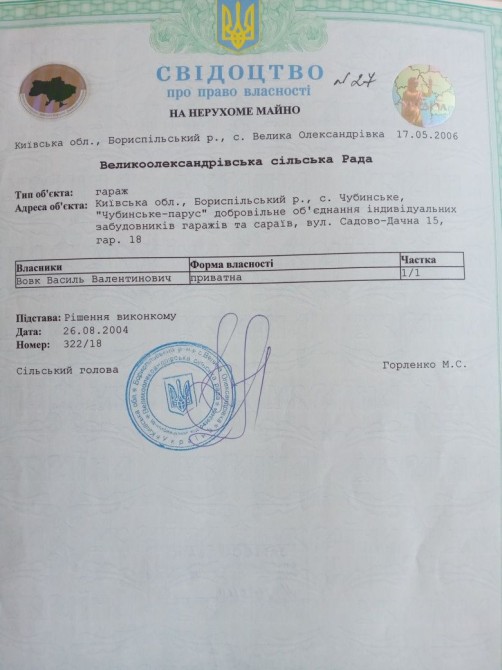 СВІДОЦТВО
про право власності
№27
НА НЕРУХОМЕ МАЙНО
Київська обл., Бориспільський р., с. Велика Олександрівка 17.05.2006
Великоолександрівська сільська Рада
Тип об'єкта: гараж
Адреса об'єкта: Київська обл., Бориспільський р., с. Чубинське,
"Чубинське-парус" добровільне об'єднання індивідуальних
забудовників гаражів та сараїв, вул. Садово-Дачна 15,
гар. 18
Власники Форма власності Частка
Вовк Василь Валентинович приватна 1/1
Підстава: Рішення виконкому
Дата: 26.08.2004
Номер: 322/18
Сільський голова Горленко М.С.